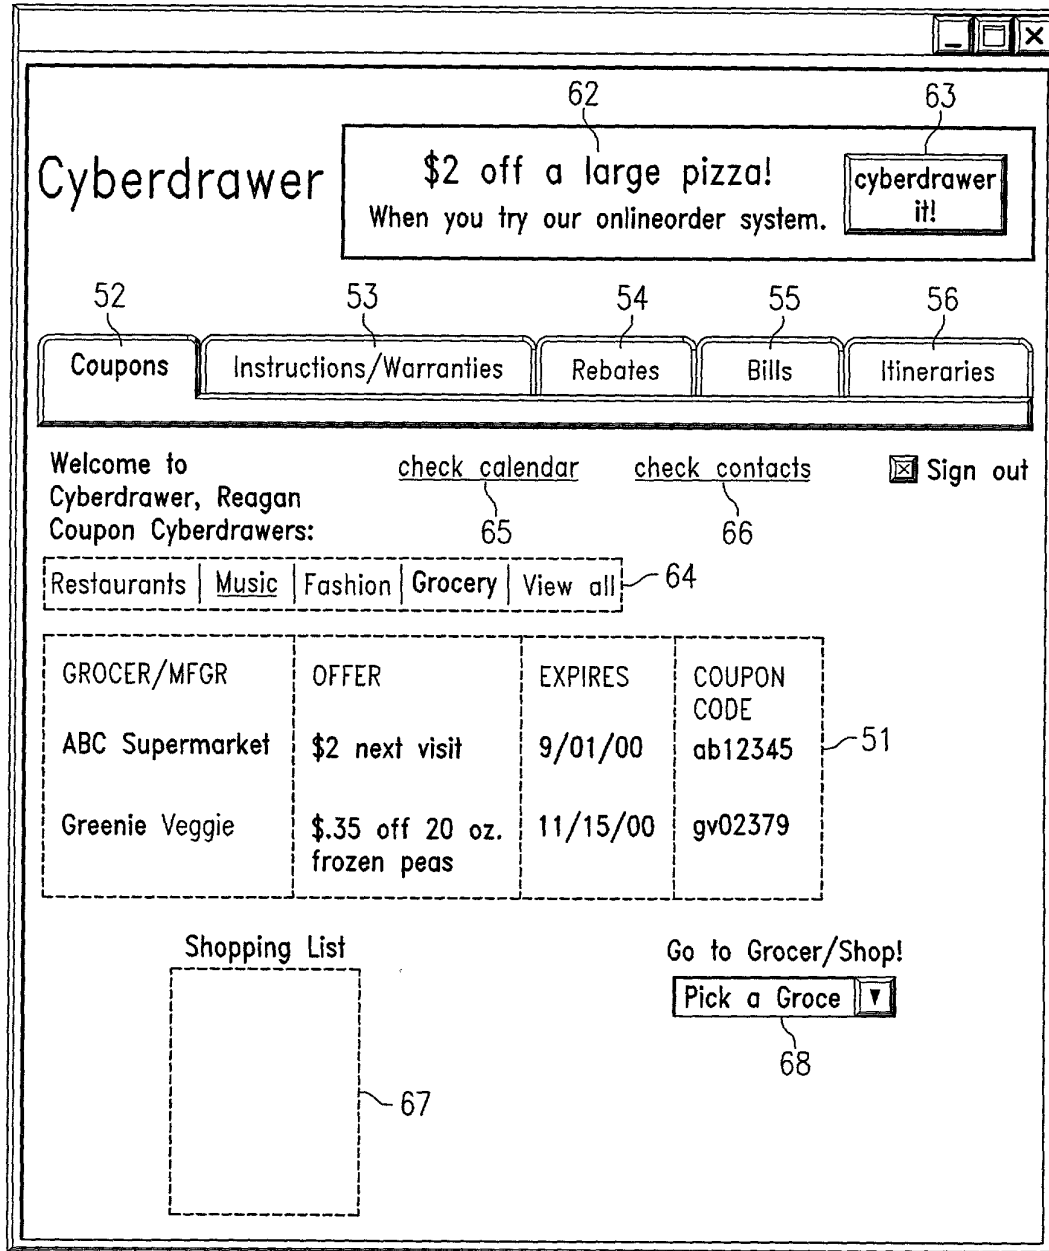 62
63
Cyberdrawer
$2 off a large pizza!
When you try our onlineorder system.
cyberdrawer
it!
52
53
54
55
56
Coupons
Instructions/Warranties
Rebates
Bills
Itineraries
Welcome to
Cyberdrawer, Reagan
Coupon Cyberdrawers:
check calendar
check contacts
Sign out
65
66
Restaurants | Music | Fashion | Grocery | View all
64
GROCER/MFGR OFFER EXPIRES COUPON
CODE
ABC Supermarket $2 next visit 9/01/00 ab12345
51
Greenie Veggie $.35 off 20 oz. 11/15/00 gv02379
frozen peas
Shopping List
Go to Grocer/Shop!
Pick a Groce
68
67